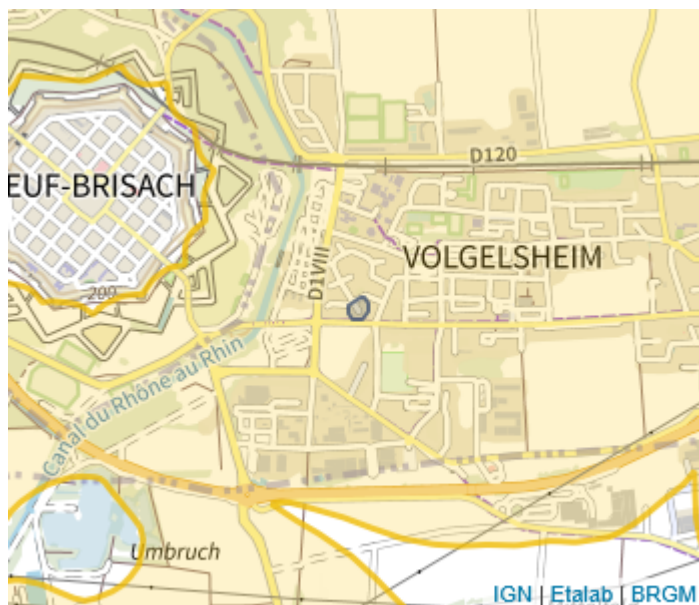 D120
EUF-BRISACH
VOLGELSHEIM
D1VIII
200
Canal du Rhône au Rhin
Umbruch
IGN | Etalab | BRGM